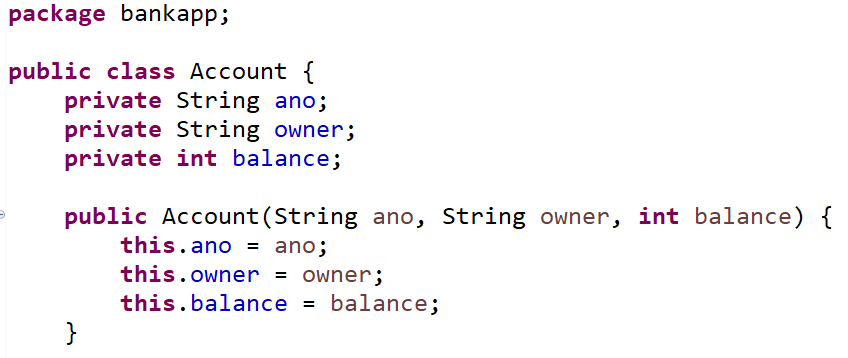 package bankapp;
public class Account {
private String ano;
private String owner;
private int balance;
public Account(String ano, String owner, int balance) {
this.ano = ano;
this.owner = owner;
this.balance = balance;
}